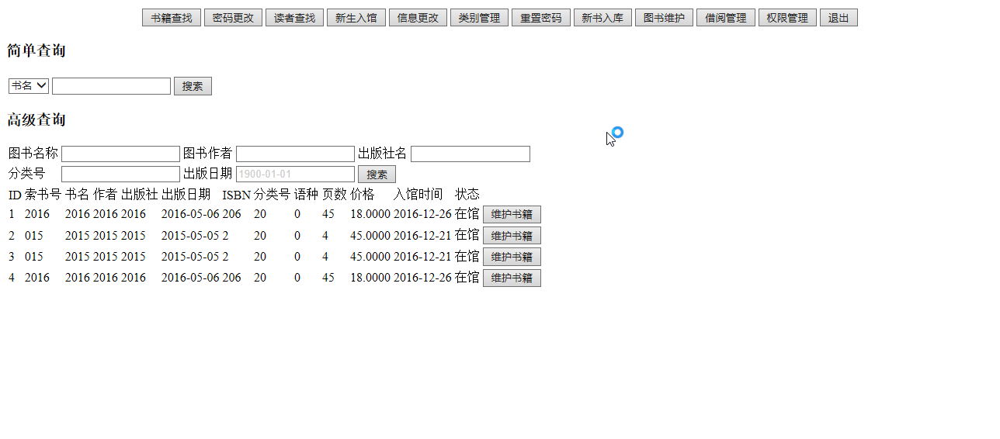 书籍查找 密码更改 读者查找 新生入馆 信息更改 类别管理 重置密码 新书入库 图书维护 借阅管理 权限管理 退出
简单查询
书名 搜索
高级查询
图书名称 图书作者 出版社名
分类号 出版日期 1900-01-01 搜索
ID 索书号 书名 作者 出版社 出版日期 ISBN 分类号 语种 页数 价格 入馆时间 状态
1 2016 2016 2016 2016 2016-05-06 206 20 0 45 18.0000 2016-12-26 在馆 维护书籍
2 015 2015 2015 2015 2015-05-05 2 20 0 4 45.0000 2016-12-21 在馆 维护书籍
3 015 2015 2015 2015 2015-05-05 2 20 0 4 45.0000 2016-12-21 在馆 维护书籍
4 2016 2016 2016 2016 2016-05-06 206 20 0 45 18.0000 2016-12-26 在馆 维护书籍